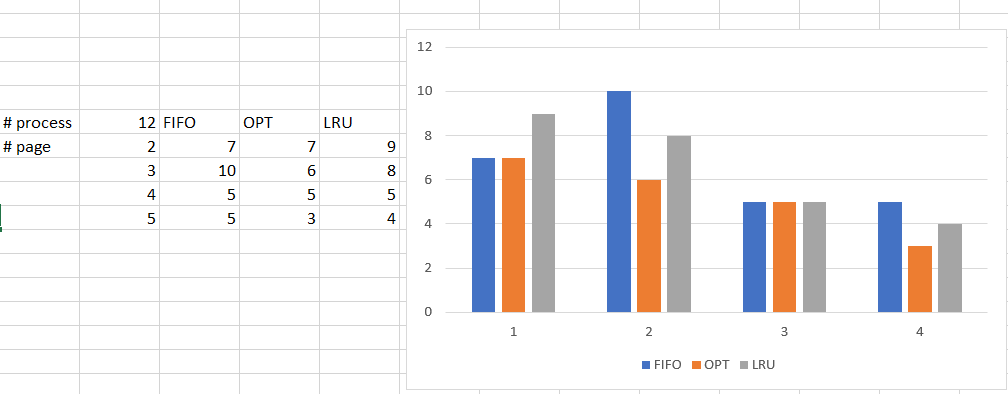 # process 12 FIFO OPT LRU
# page 2 7 7 9
3 10 6 8
4 5 5 5
5 5 3 4
12
10
8
6
4
2
0
1 2 3 4
FIFO OPT LRU